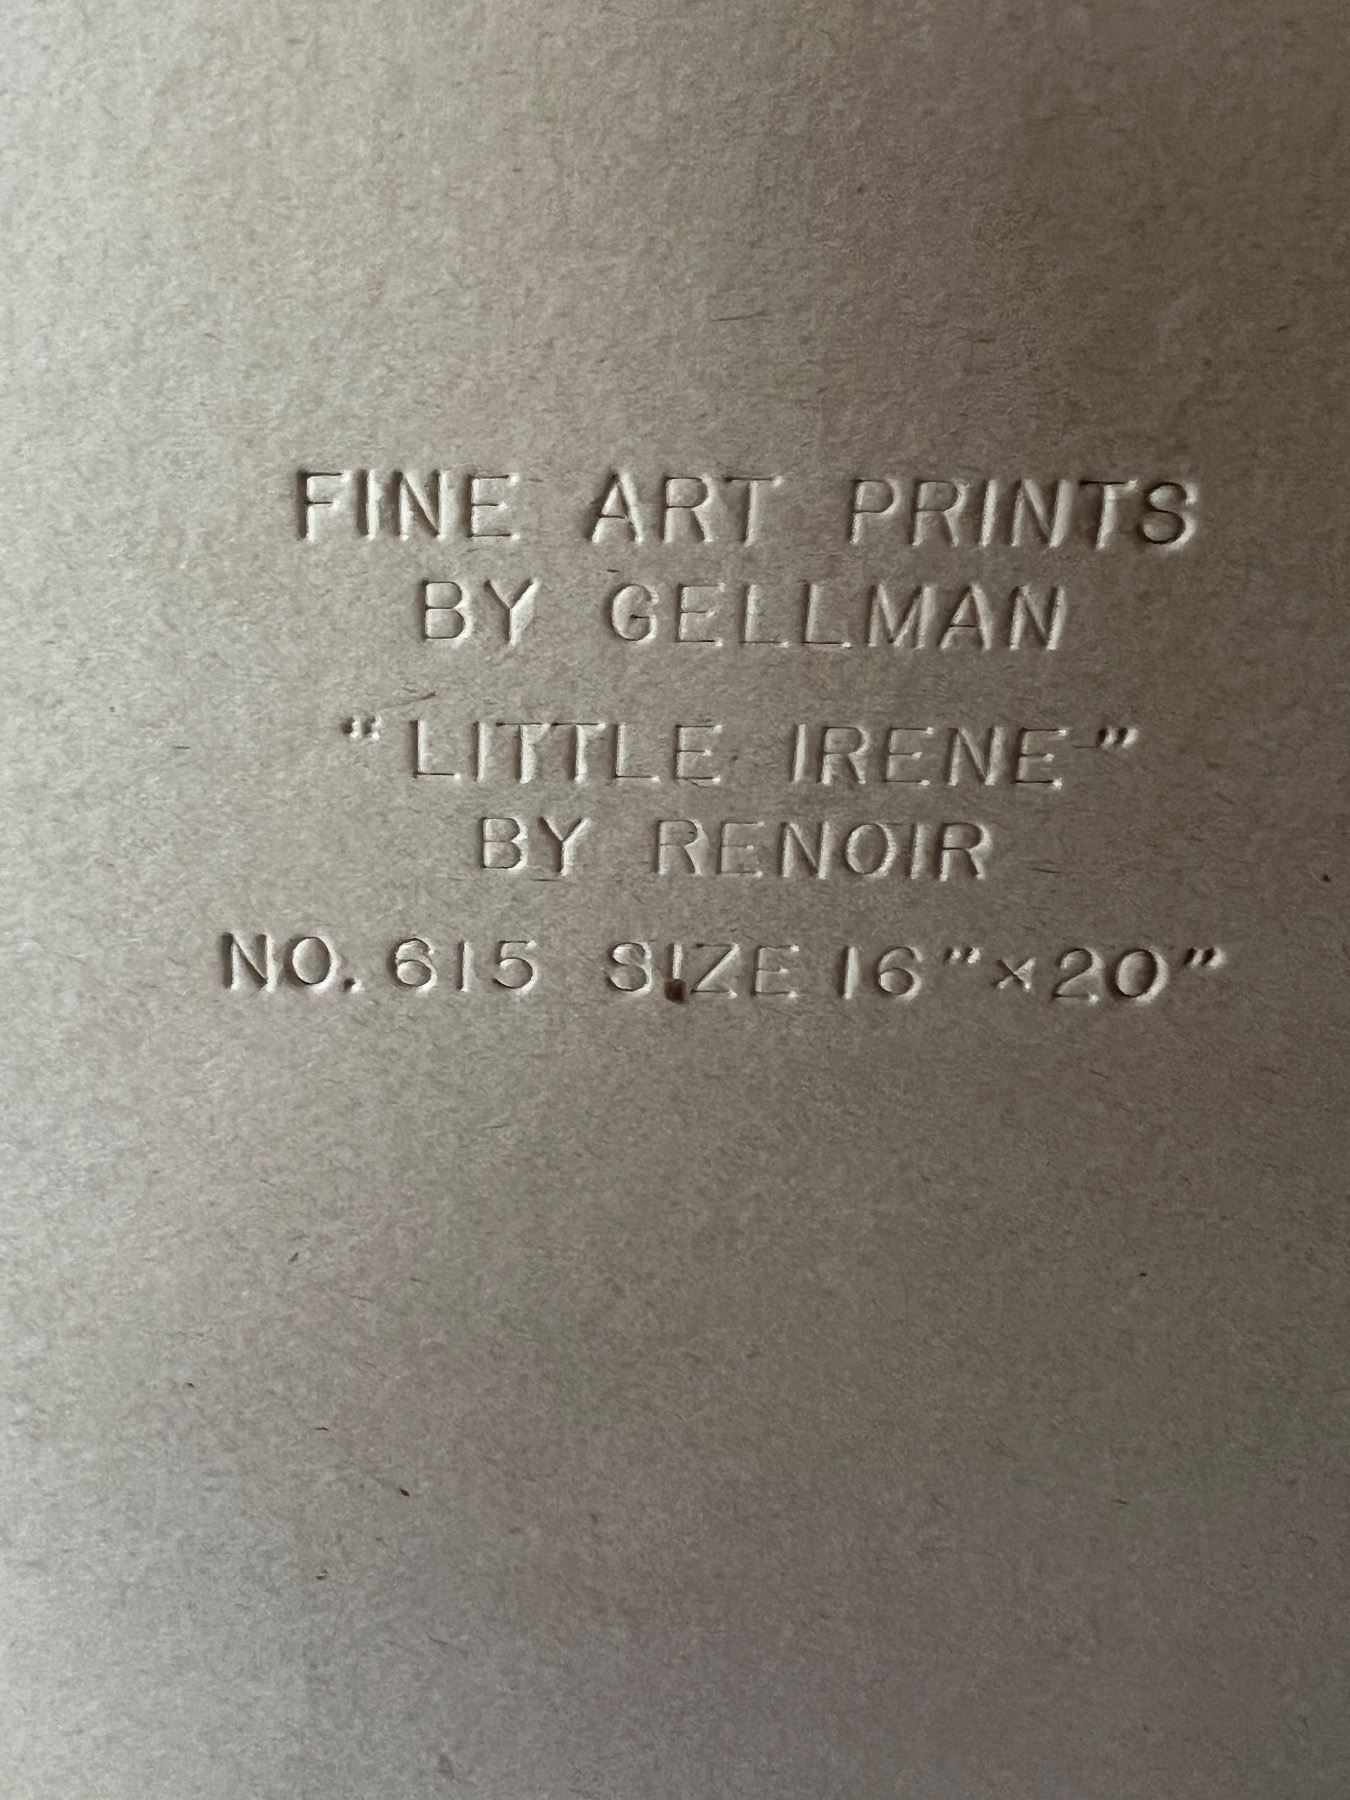 FINE ART PRINTS
BY GELLMAN
"LITTLE IRENE"
BY RENOIR
NO. 615 SIZE 16"×20"